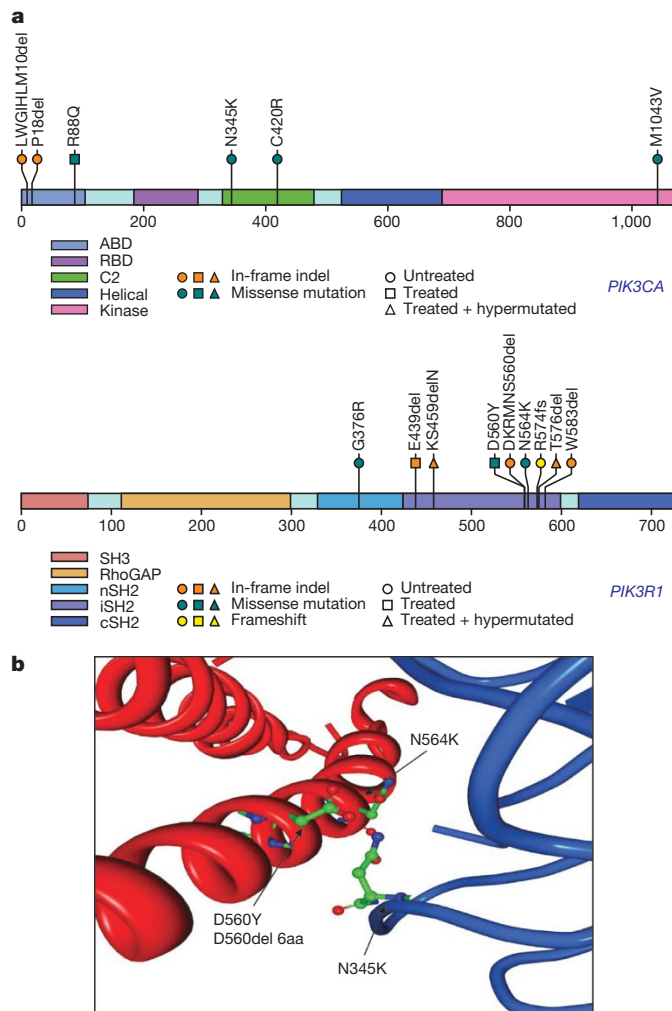 a
LWGIHLM10del
P18del
R88Q
N345K
C420R
M1043V
0
200
400
600
800
1,000
ABD
RBD
C2
Helical
Kinase
In-frame indel
Missense mutation
Untreated
Treated
Treated + hypermutated
PIK3CA
G376R
E439del
KS459delN
D560Y
DKRMNS560del
N564K
R574fs
T576del
W583del
0
100
200
300
400
500
600
700
SH3
RhoGAP
nSH2
iSH2
cSH2
In-frame indel
Missense mutation
Frameshift
Untreated
Treated
Treated + hypermutated
PIK3R1
b
N564K
D560Y
D560del 6aa
N345K